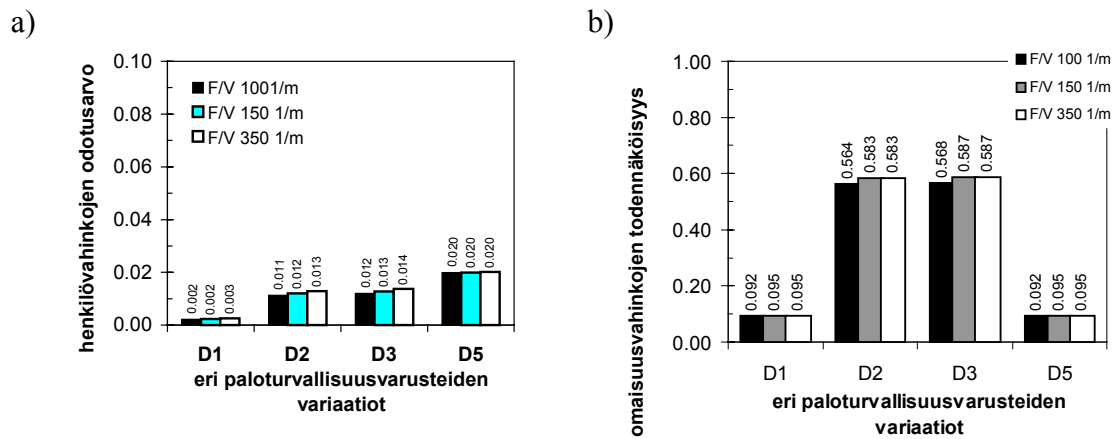 a)
henkilövahinkojen odotusarvo
0.10
0.08
0.06
0.04
0.02
0.00
F/V 1001/m
F/V 150 1/m
F/V 350 1/m
0.002
0.002
0.003
0.011
0.012
0.013
0.012
0.013
0.014
0.020
0.020
0.020
D1
D2
D3
D5
eri paloturvallisuusvarusteiden
variaatiot
b)
omaisuusvahinkojen todennäköisyys
1.00
0.80
0.60
0.40
0.20
0.00
F/V 100 1/m
F/V 150 1/m
F/V 350 1/m
0.092
0.095
0.095
0.564
0.583
0.583
0.568
0.587
0.587
0.092
0.095
0.095
D1
D2
D3
D5
eri paloturvallisuusvarusteiden
variaatiot